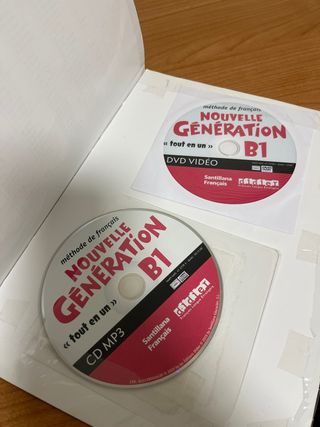 méthode de français
NOUVELLE
GÉNÉRATION
« tout en un » B1
DVD VIDÉO
Santillana
Français
didier
méthode de français
NOUVELLE
GÉNÉRATION
B1
« tout en un »
CD MP3
Santillana
Français
didier